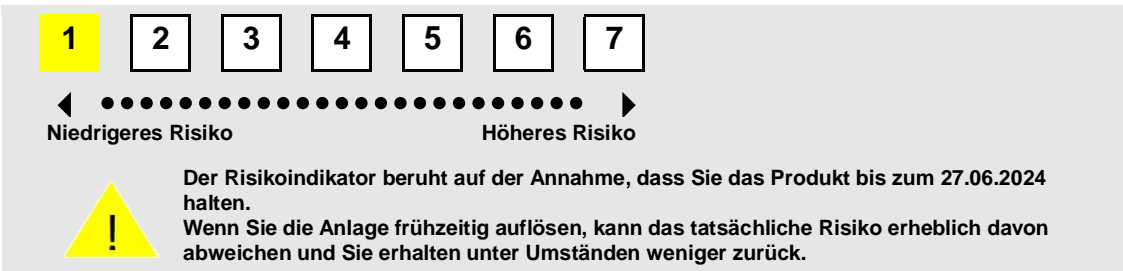 1 2 3 4 5 6 7
Niedrigeres Risiko Höheres Risiko
Der Risikoindikator beruht auf der Annahme, dass Sie das Produkt bis zum 27.06.2024
halten.
Wenn Sie die Anlage frühzeitig auflösen, kann das tatsächliche Risiko erheblich davon
! abweichen und Sie erhalten unter Umständen weniger zurück.